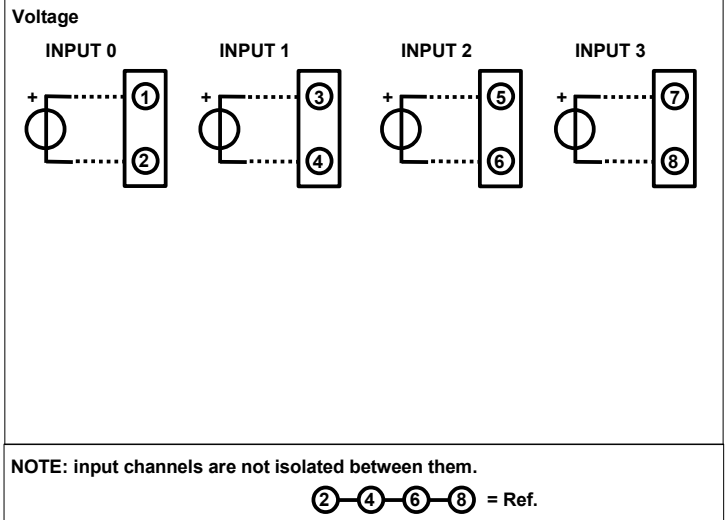 Voltage
INPUT 0 INPUT 1 INPUT 2 INPUT 3
+ 1 + 3 + 5 + 7
2 4 6 8
NOTE: input channels are not isolated between them.
2 4 6 8 = Ref.